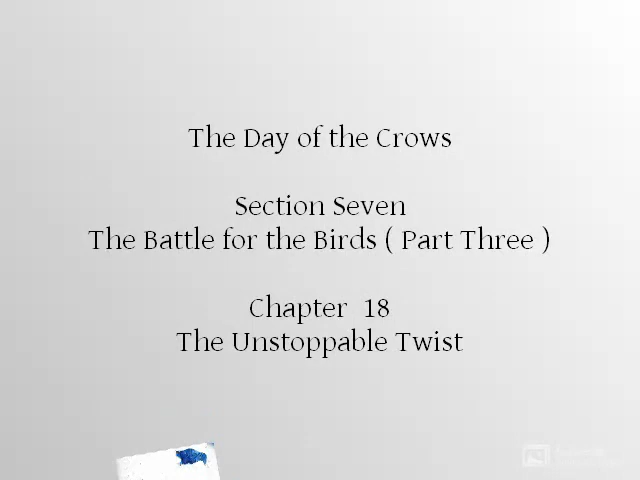 The Day of the Crows
Section Seven
The Battle for the Birds ( Part Three )
Chapter  18
The Unstoppable Twist